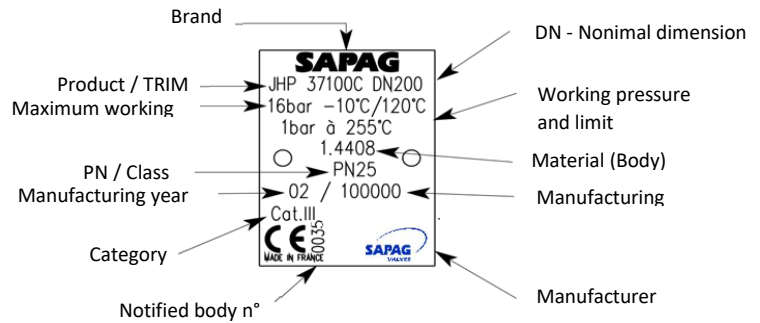 Brand
DN - Nonimal dimension
SAPAG
Product / TRIM
JHP 37100C DN200
Maximum working
16bar -10°C/120°C
Working pressure
and limit
1bar à 255°C
1.4408
Material (Body)
PN / Class
PN25
Manufacturing year
02 / 100000
Manufacturing
Cat.III
Category
CE
0035
MADE IN FRANCE
SAPAG
VALVES
Notified body n°
Manufacturer